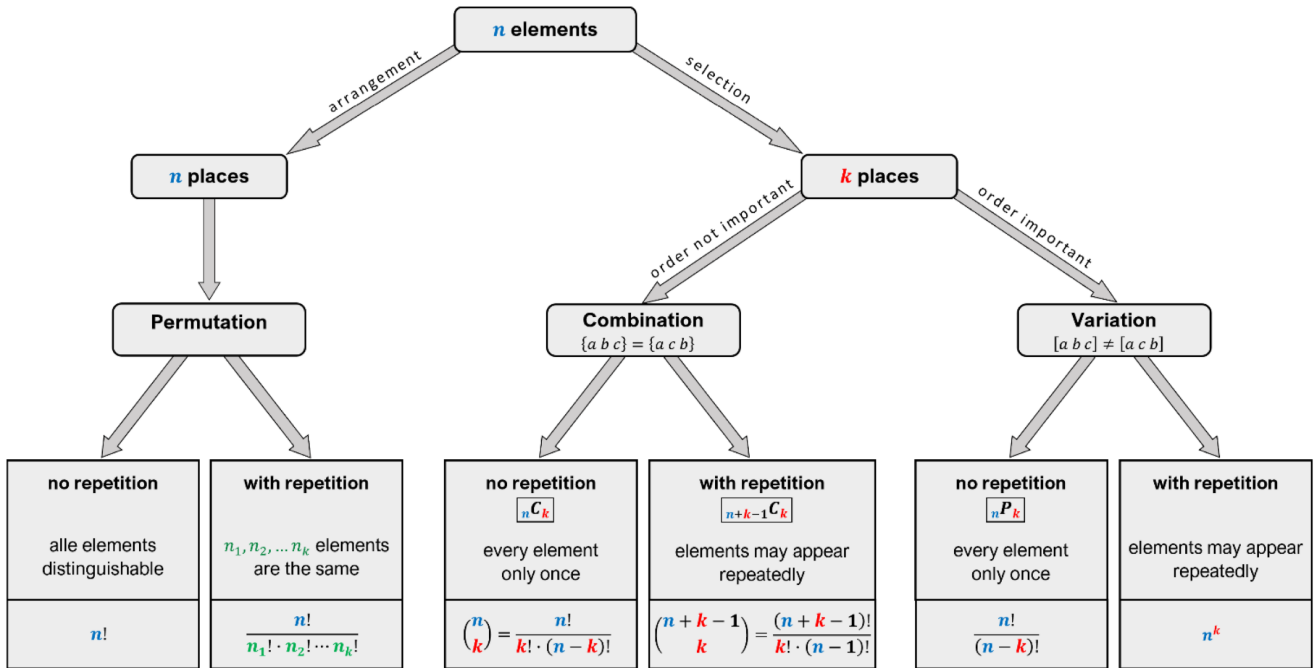 n elements
arrangement
selection
n places
k places
order not important
order important
Permutation
Combination
{a b c} = {a c b}
Variation
[a b c] ≠ [a c b]
no repetition
alle elements
distinguishable
n!
with repetition
n₁, n₂, … nₖ elements
are the same
n! / (n₁! · n₂! ⋯ nₖ!)
no repetition
ₙCₖ
every element
only once
(n k) = n! / (k! · (n − k)!)
with repetition
ₙ₊ₖ₋₁Cₖ
elements may appear
repeatedly
(n + k − 1 k) = (n + k − 1)! / (k! · (n − 1)!)
no repetition
ₙPₖ
every element
only once
n! / (n − k)!
with repetition
elements may appear
repeatedly
nᵏ